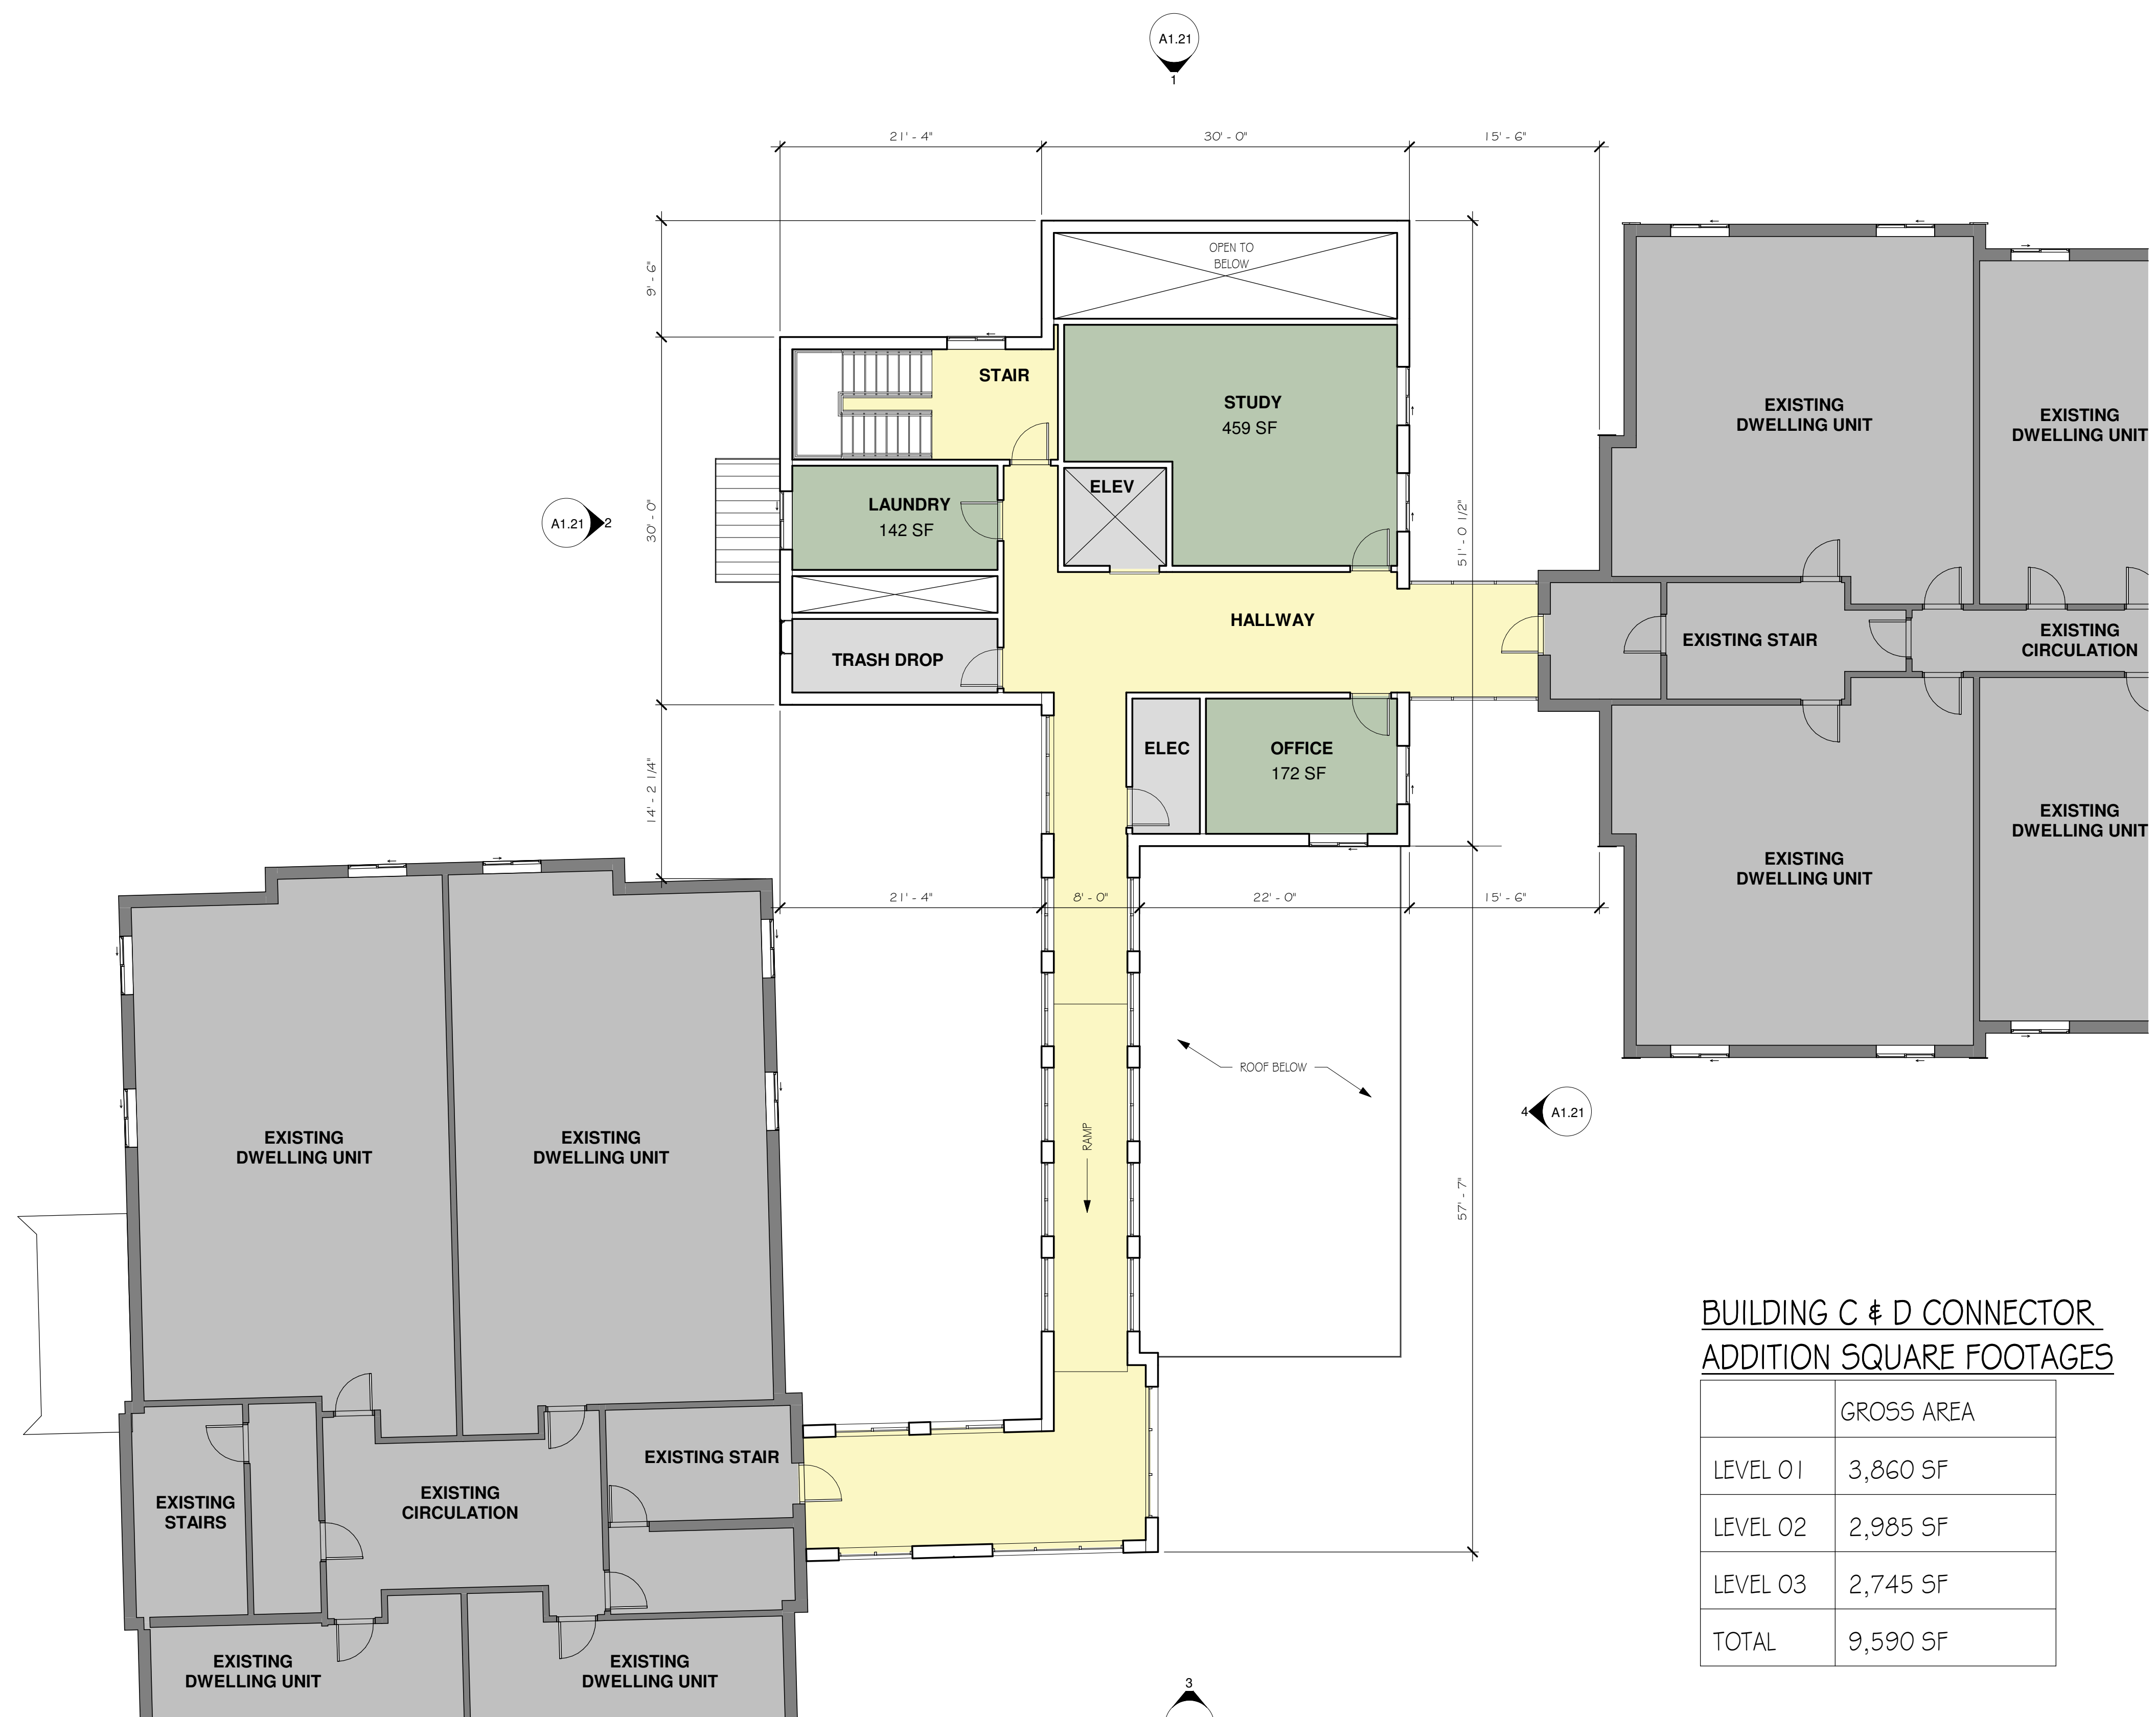 A1.21
1
21' - 4"
30' - 0"
15' - 6"
9' - 6"
OPEN TO
BELOW
STAIR
STUDY
459 SF
EXISTING
DWELLING UNIT
EXISTING
DWELLING UNIT
ELEV
LAUNDRY
142 SF
A1.21
2
30' - 0"
51' - 0 1/2"
HALLWAY
TRASH DROP
EXISTING STAIR
EXISTING
CIRCULATION
ELEC
OFFICE
172 SF
14' - 2 1/4"
EXISTING
DWELLING UNIT
EXISTING
DWELLING UNIT
21' - 4"
8' - 0"
22' - 0"
15' - 6"
ROOF BELOW
4
A1.21
RAMP
EXISTING
DWELLING UNIT
EXISTING
DWELLING UNIT
57' - 7"
EXISTING STAIR
EXISTING
STAIRS
EXISTING
CIRCULATION
EXISTING
DWELLING UNIT
EXISTING
DWELLING UNIT
3
BUILDING C & D CONNECTOR
ADDITION SQUARE FOOTAGES
GROSS AREA
LEVEL 01 3,860 SF
LEVEL 02 2,985 SF
LEVEL 03 2,745 SF
TOTAL 9,590 SF